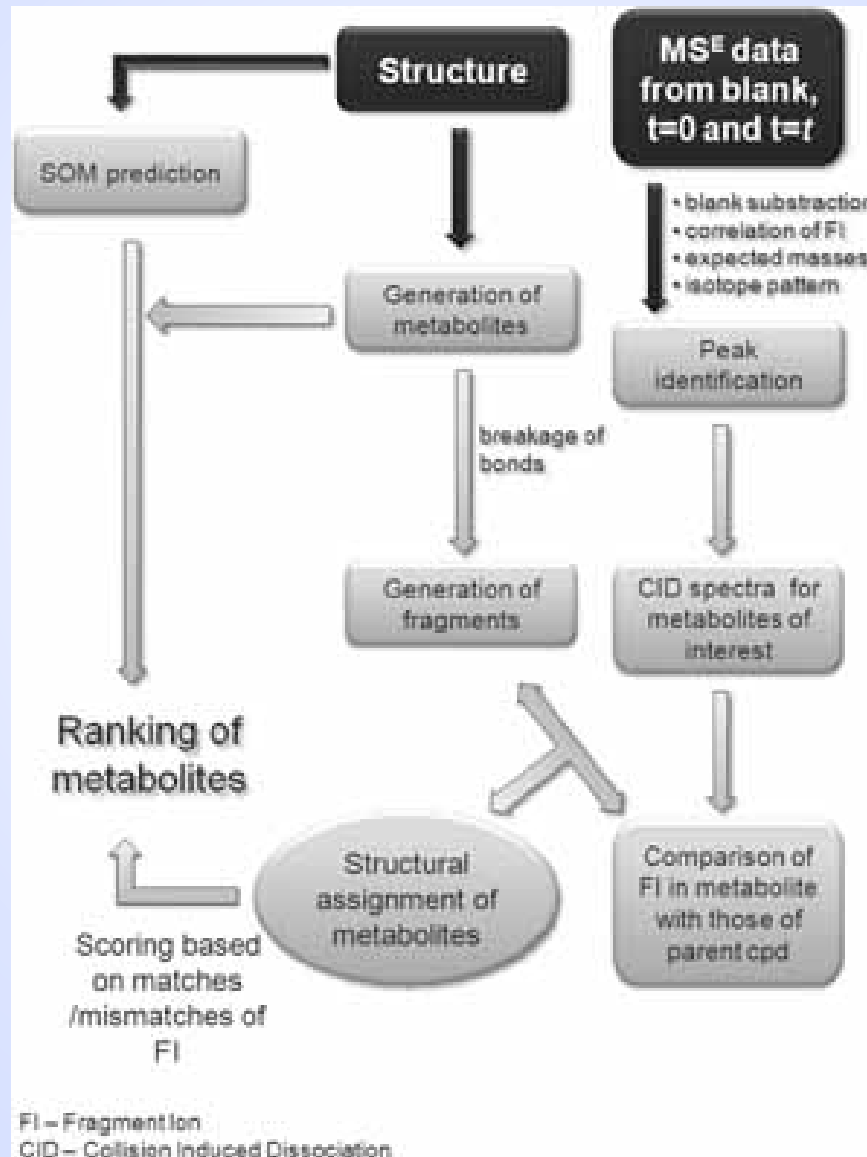 Structure
MSᴱ data
from blank,
t=0 and t=t
SOM prediction
• blank substraction
• correlation of FI
• expected masses
• isotope pattern
Generation of
metabolites
Peak
identification
breakage of
bonds
Generation of
fragments
CID spectra for
metabolites of
interest
Ranking of
metabolites
Structural
assignment of
metabolites
Comparison of
FI in metabolite
with those of
parent cpd
Scoring based
on matches
/mismatches of
FI
FI – Fragment Ion
CID – Collision Induced Dissociation